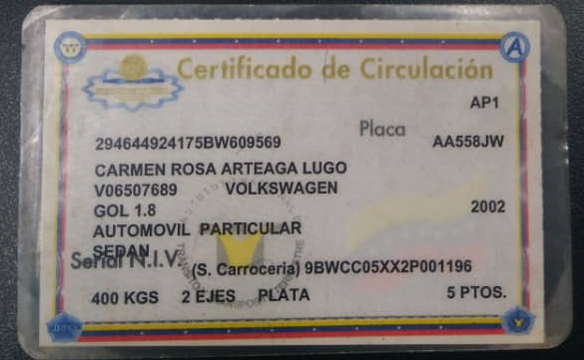 Certificado de Circulación
AP1
Placa
294644924175BW609569 AA558JW
CARMEN ROSA ARTEAGA LUGO
V06507689 VOLKSWAGEN
GOL 1.8 2002
AUTOMOVIL PARTICULAR
SEDAN
Serial N.I.V. (S. Carroceria) 9BWCC05XX2P001196
400 KGS 2 EJES PLATA 5 PTOS.